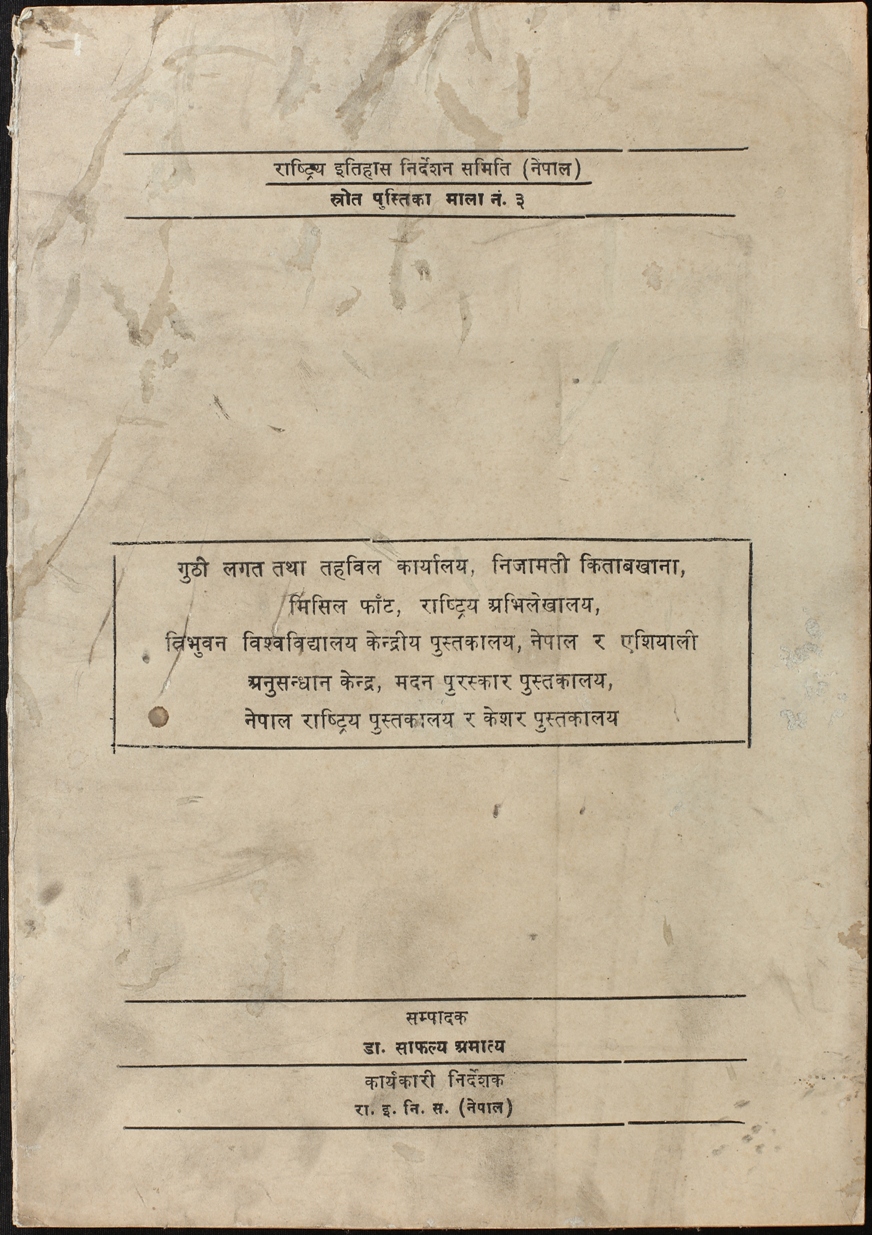 राष्ट्रिय इतिहास निर्देशन समिति (नेपाल)
स्रोत पुस्तिका माला नं. ३
गुठी लगत तथा तहविल कार्यालय, निजामती किताबखाना,
मिसिल फाँट, राष्ट्रिय अभिलेखालय,
त्रिभुवन विश्वविद्यालय केन्द्रीय पुस्तकालय, नेपाल र एशियाली
अनुसन्धान केन्द्र, मदन पुरस्कार पुस्तकालय,
नेपाल राष्ट्रिय पुस्तकालय र केशर पुस्तकालय
सम्पादक
डा. साफल्य अमात्य
कार्यकारी निर्देशक
रा. इ. नि. स. (नेपाल)